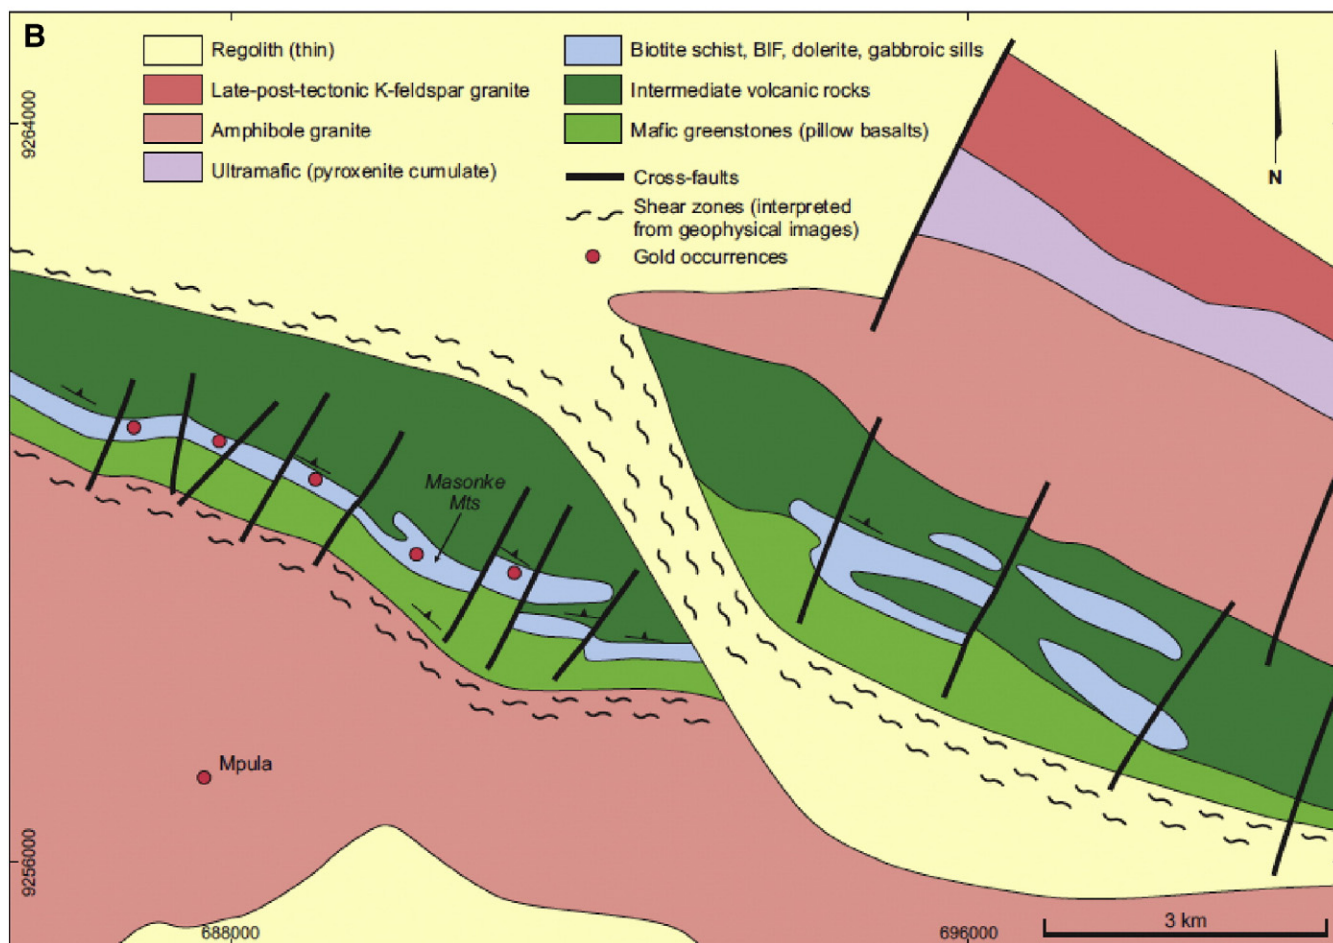 B
Regolith (thin)
Late-post-tectonic K-feldspar granite
Amphibole granite
Ultramafic (pyroxenite cumulate)
Biotite schist, BIF, dolerite, gabbroic sills
Intermediate volcanic rocks
Mafic greenstones (pillow basalts)
Cross-faults
Shear zones (interpreted
from geophysical images)
Gold occurrences
N
9264000
Masonke
Mts
Mpula
9256000
688000
696000
3 km